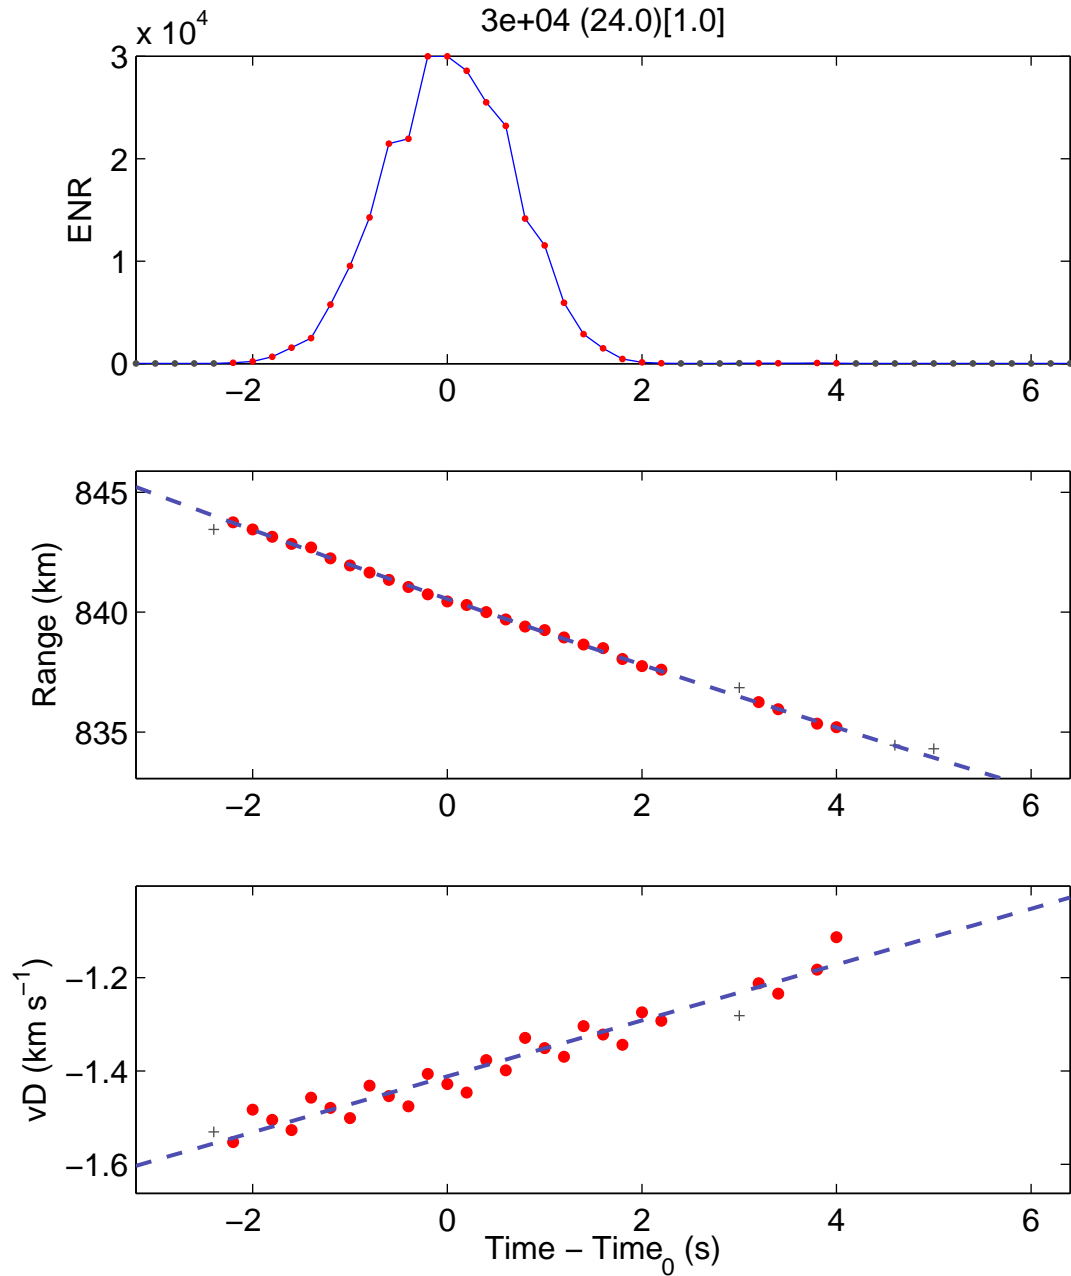 3e+04 (24.0)[1.0]
x 10^4
3
2
1
0
ENR
−2 0 2 4 6
845
840
835
Range (km)
−2 0 2 4 6
−1.2
−1.4
−1.6
vD (km s^−1)
−2 0 2 4 6
Time − Time_0 (s)